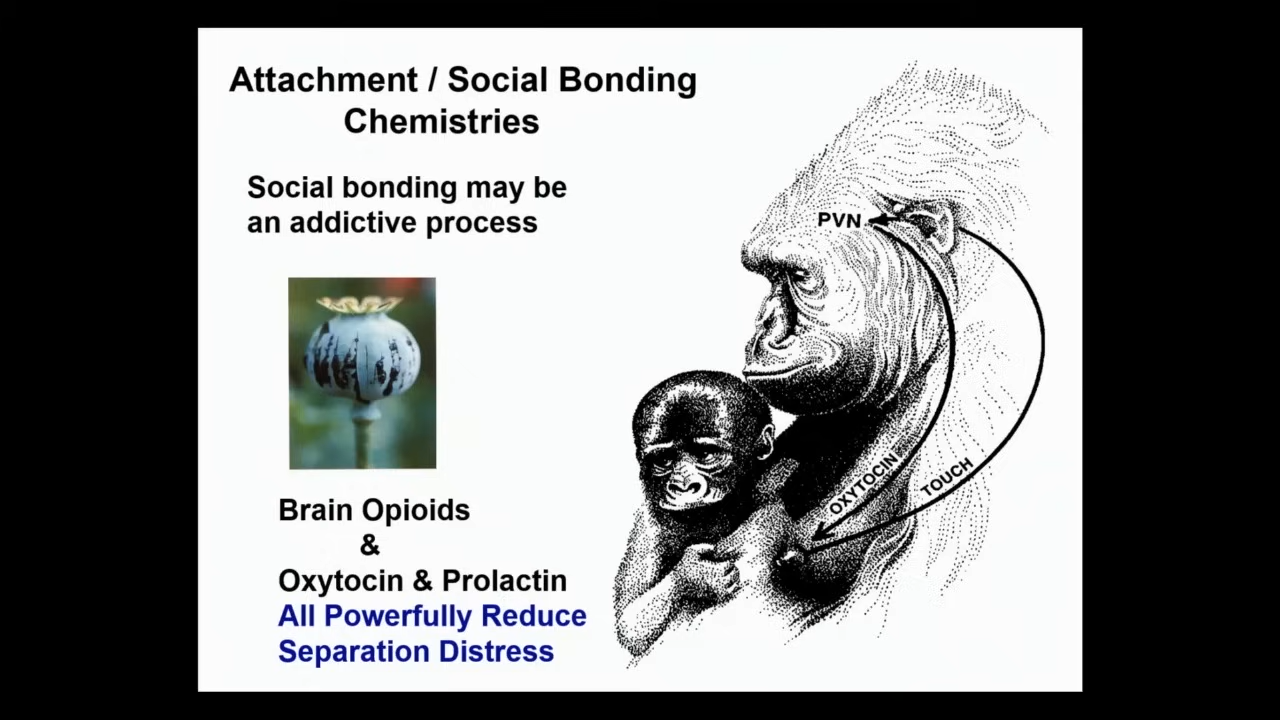 Attachment / Social Bonding
Chemistries
Social bonding may be
an addictive process
PVN
OXYTOCIN
TOUCH
Brain Opioids
&
Oxytocin & Prolactin
All Powerfully Reduce
Separation Distress